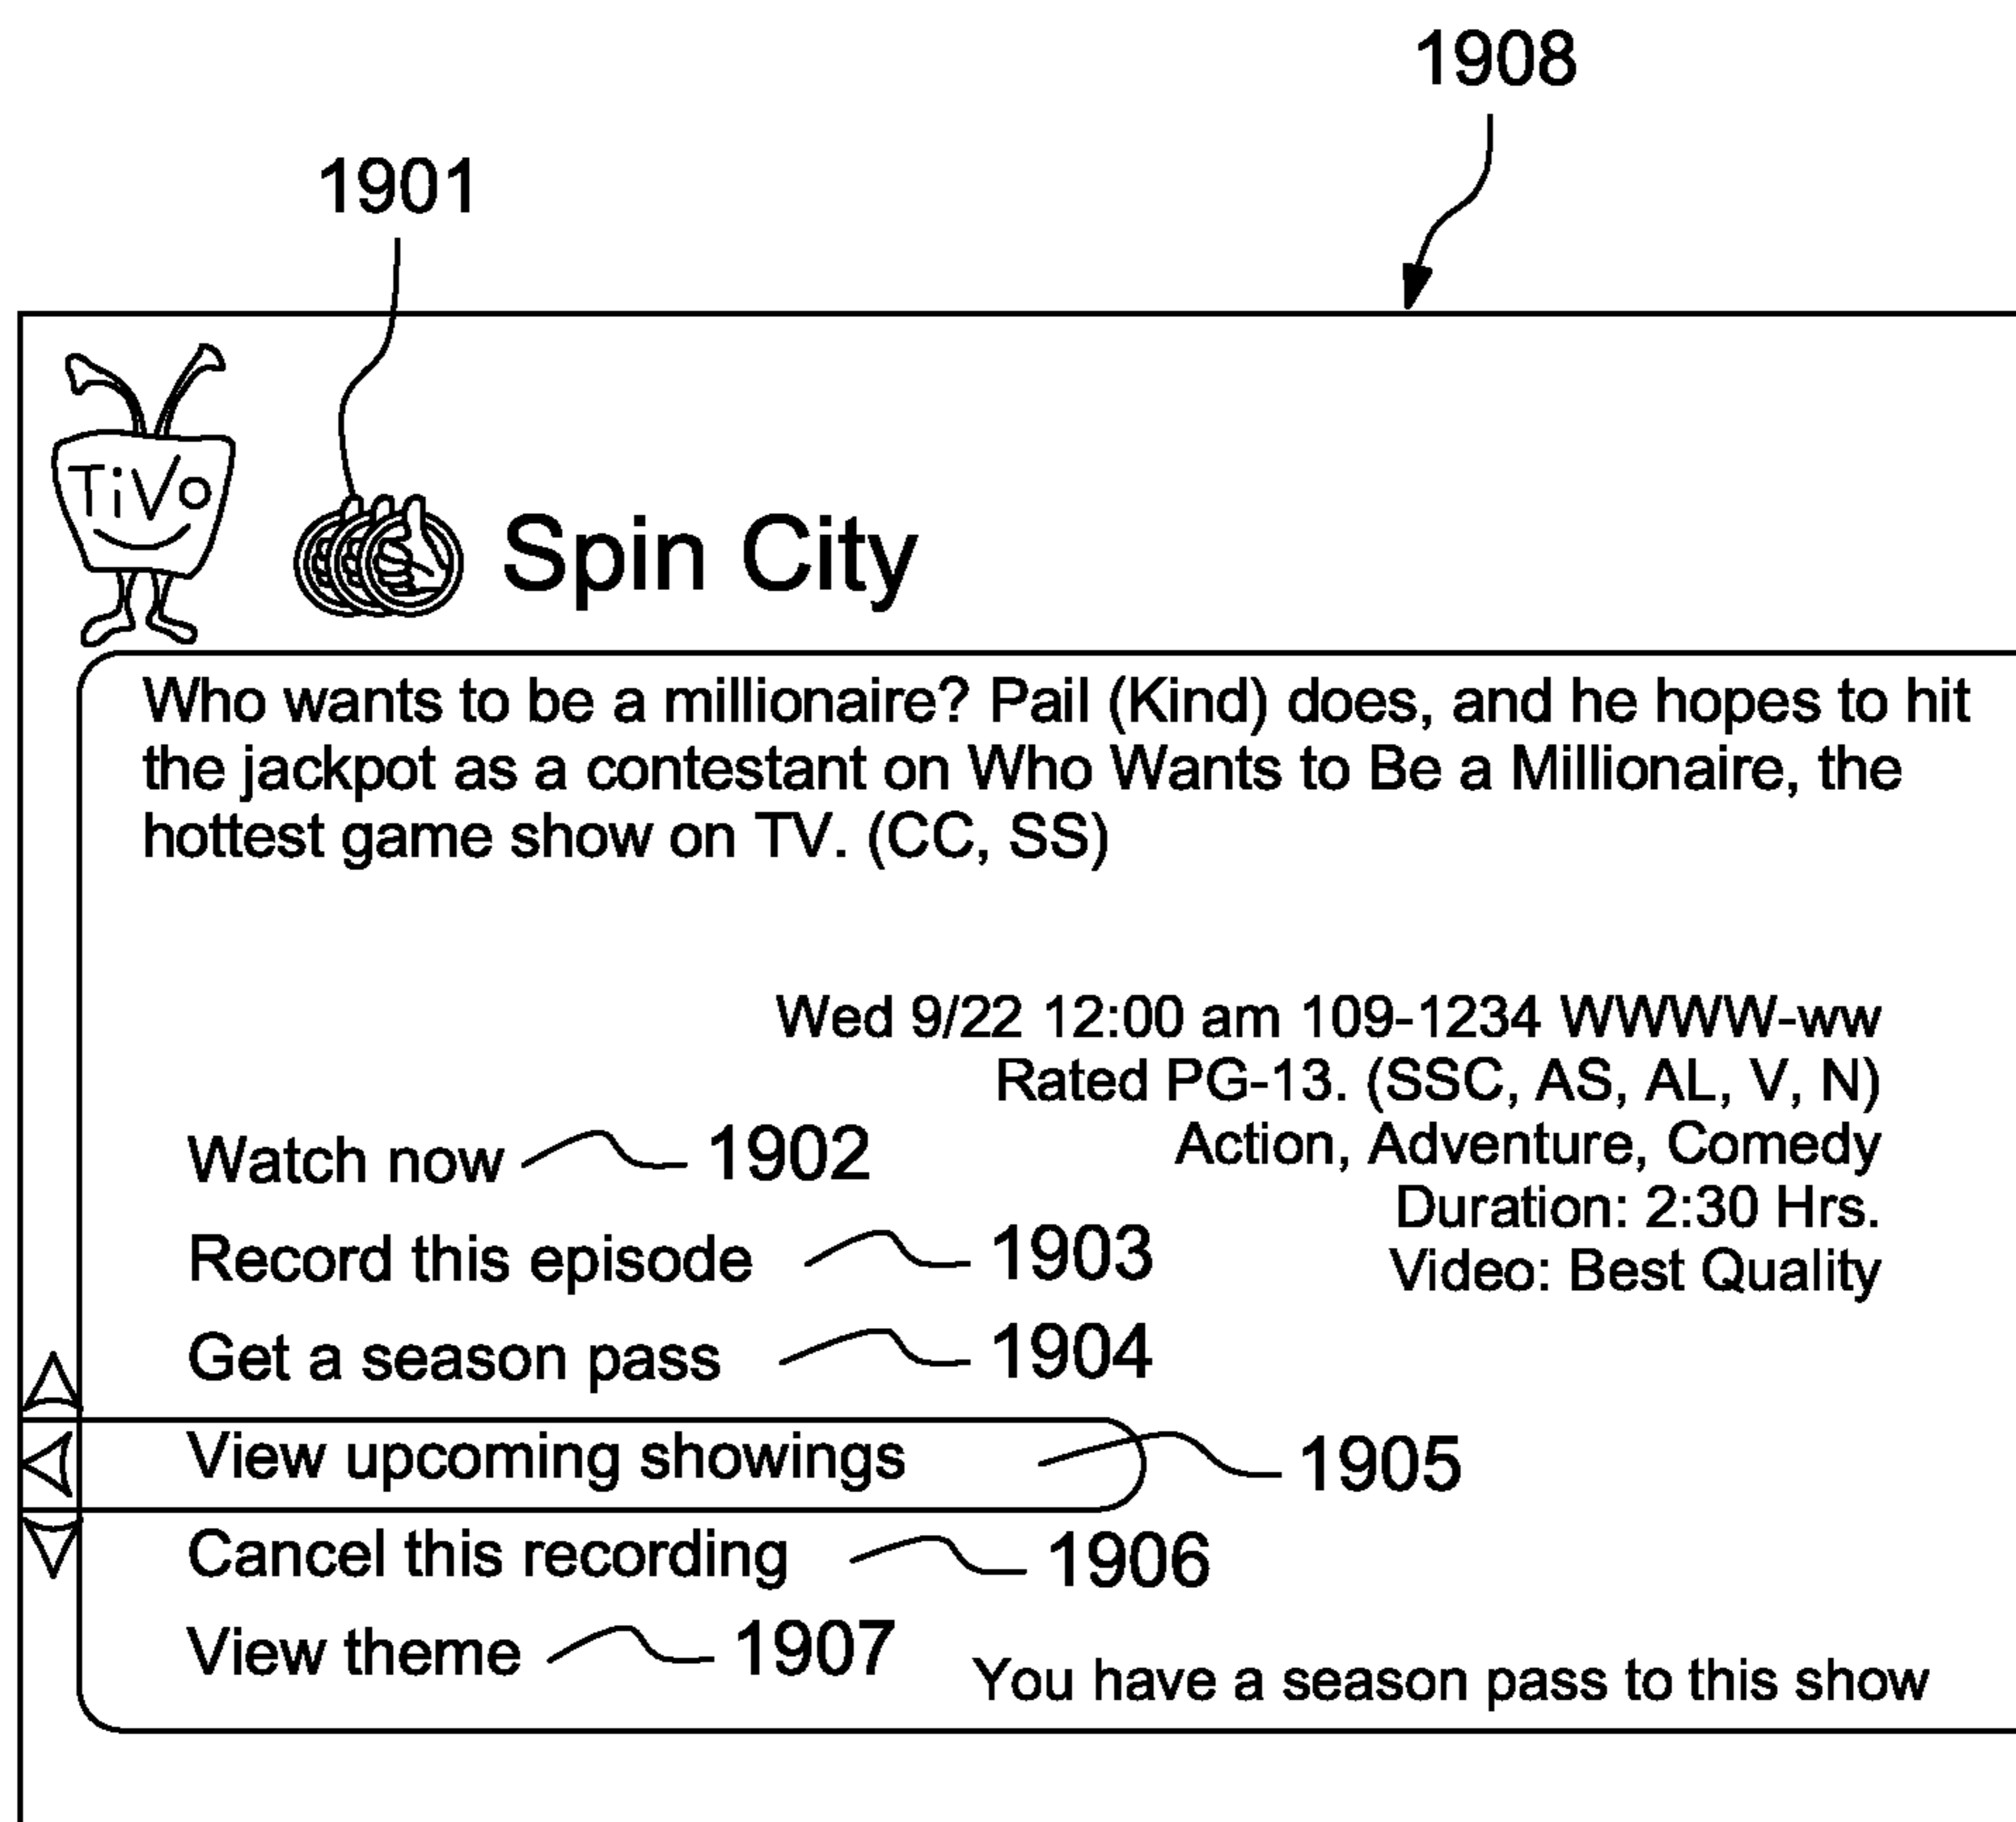 1908
1901
TiVo
Spin City
Who wants to be a millionaire? Pail (Kind) does, and he hopes to hit
the jackpot as a contestant on Who Wants to Be a Millionaire, the
hottest game show on TV. (CC, SS)
Wed 9/22 12:00 am 109-1234 WWWW-ww
Rated PG-13. (SSC, AS, AL, V, N)
Action, Adventure, Comedy
Duration: 2:30 Hrs.
Video: Best Quality
Watch now 1902
Record this episode 1903
Get a season pass 1904
View upcoming showings 1905
Cancel this recording 1906
View theme 1907
You have a season pass to this show